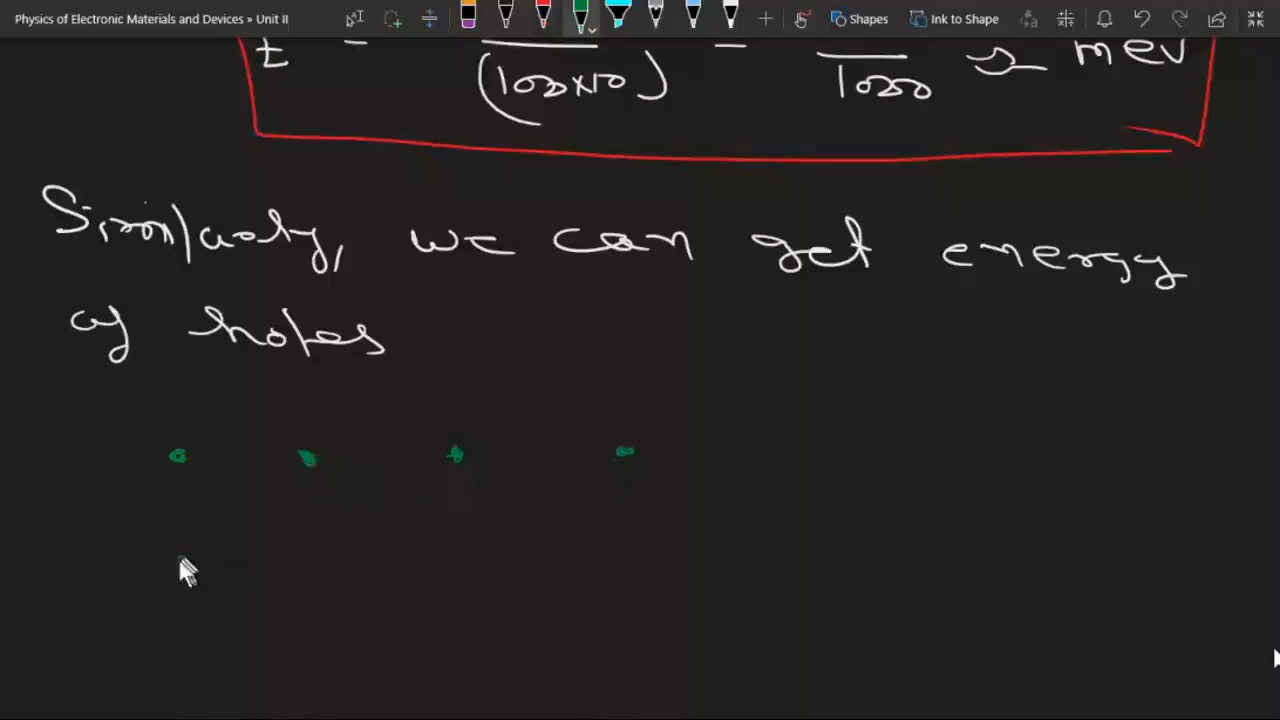 Physics of Electronic Materials and Devices » Unit II
Shapes
Ink to Shape
E = (100×10) = 1000 ≈ meV
Similarly, we can get energy
of holes